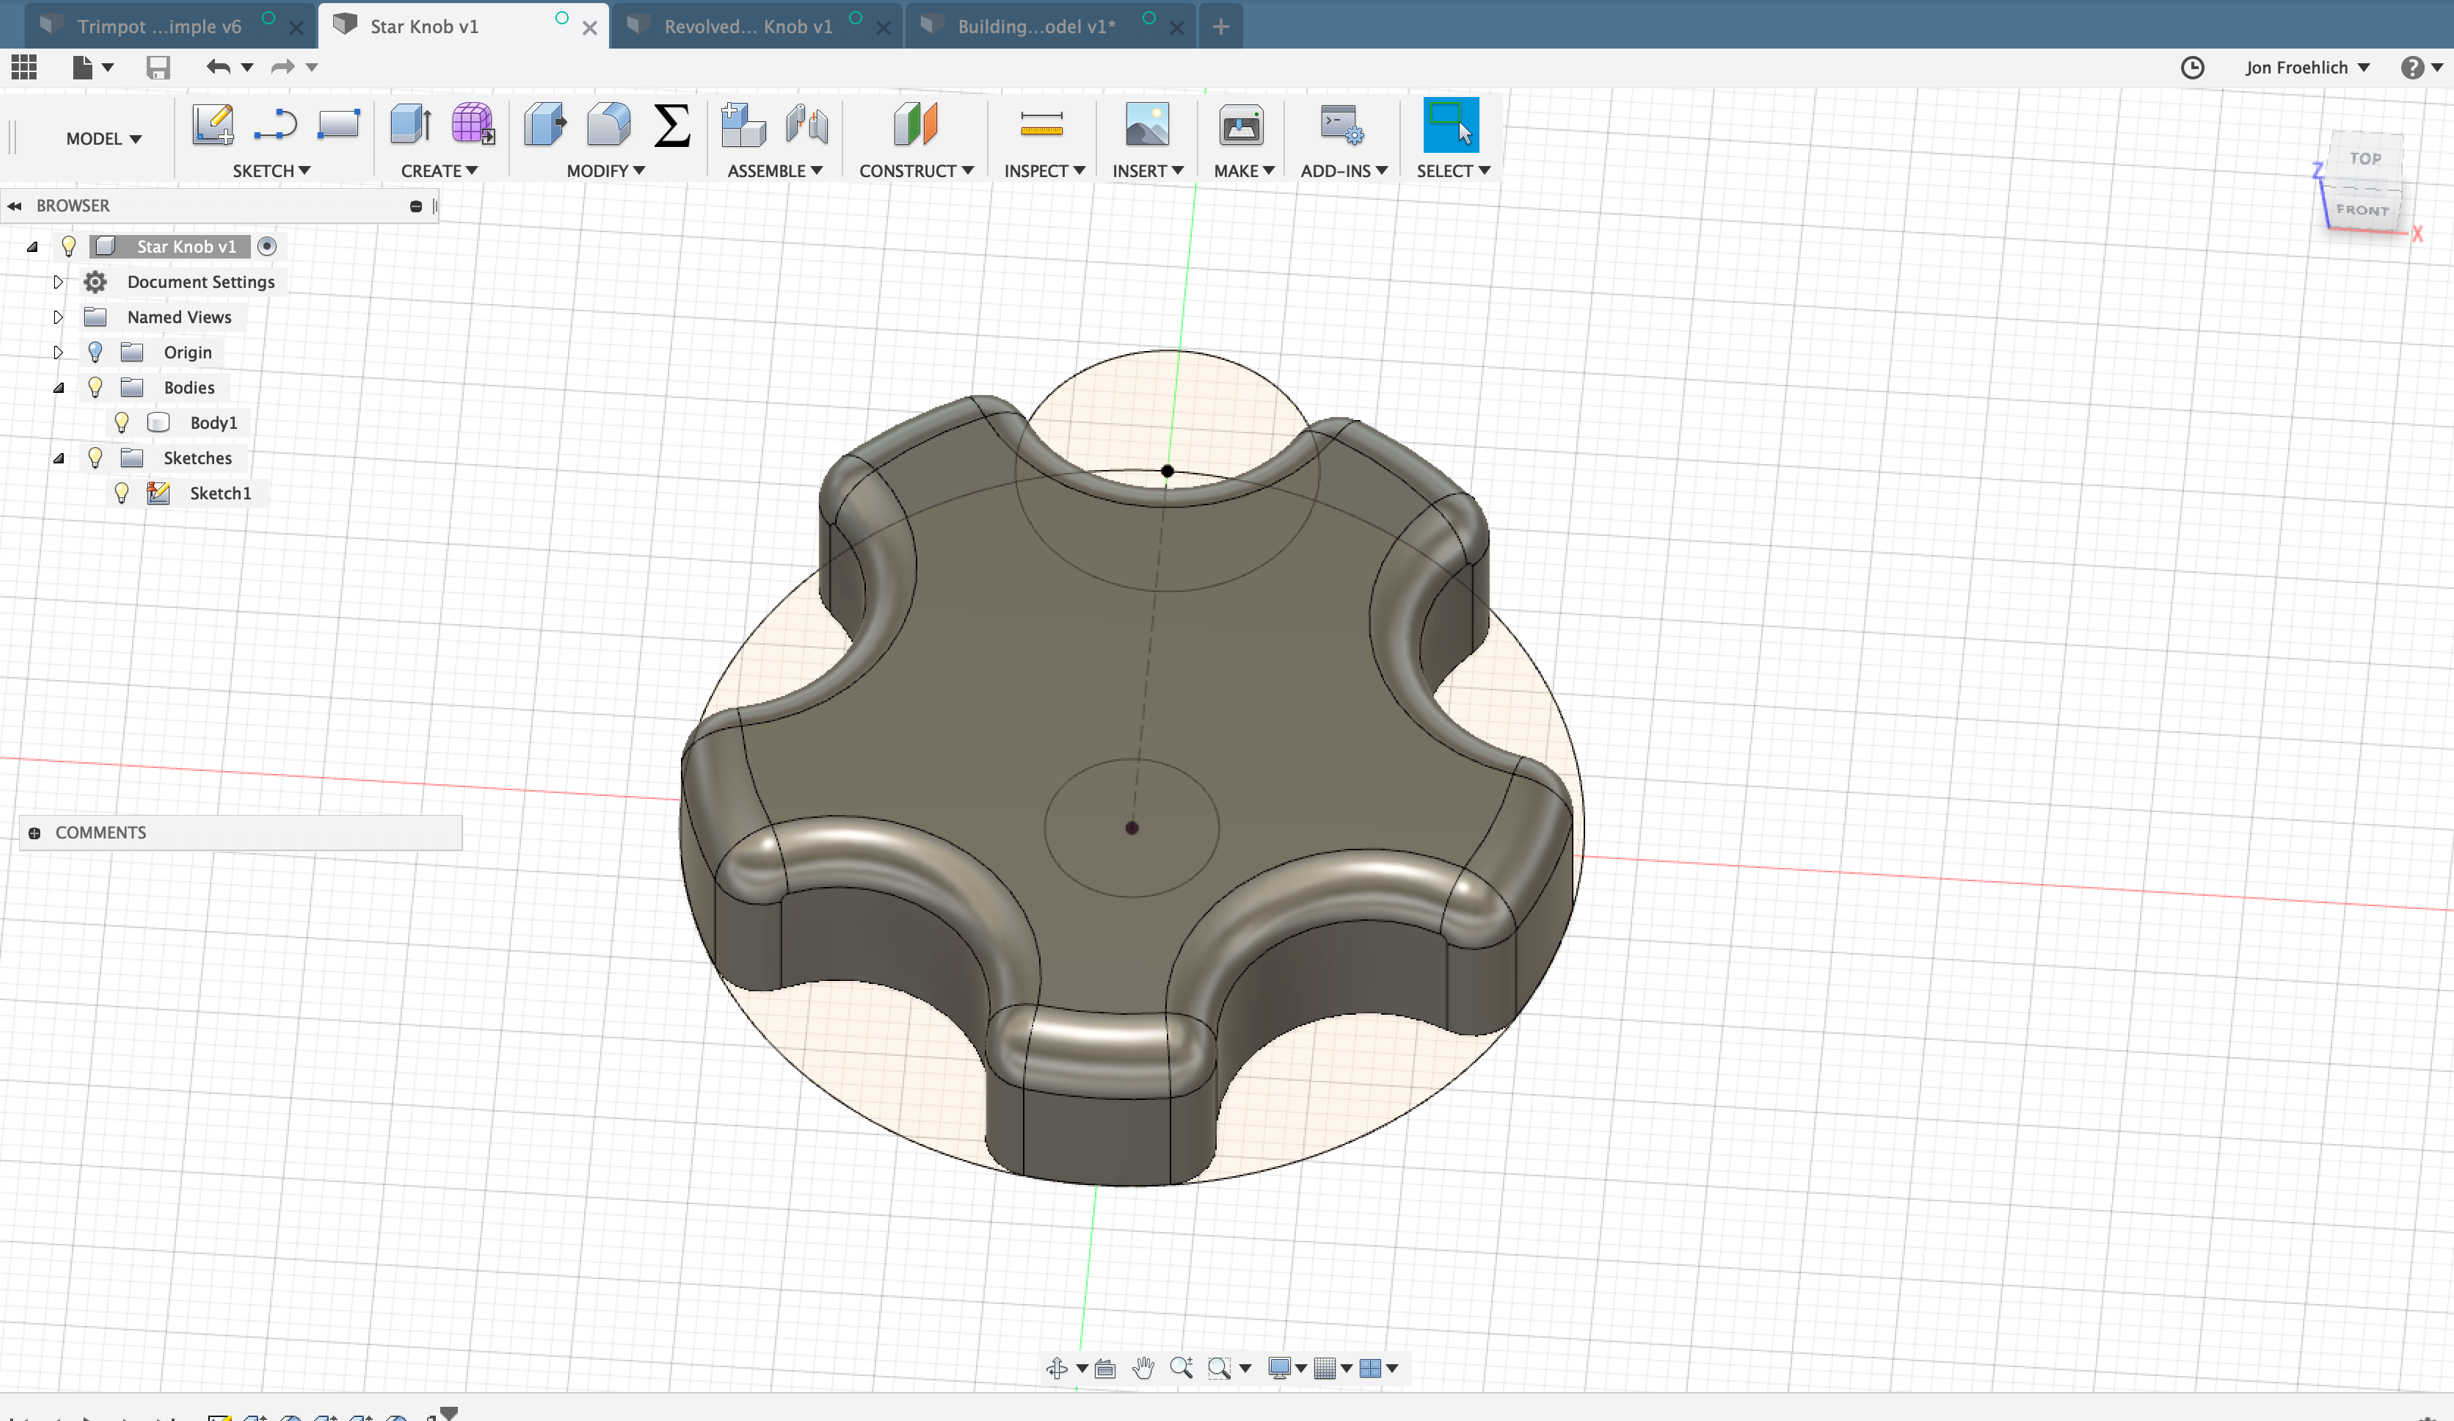 Trimpot ...imple v6
Star Knob v1
Revolved... Knob v1
Building...odel v1*
Jon Froehlich
MODEL
SKETCH
CREATE
MODIFY
ASSEMBLE
CONSTRUCT
INSPECT
INSERT
MAKE
ADD-INS
SELECT
TOP
FRONT
Z
X
BROWSER
Star Knob v1
Document Settings
Named Views
Origin
Bodies
Body1
Sketches
Sketch1
COMMENTS